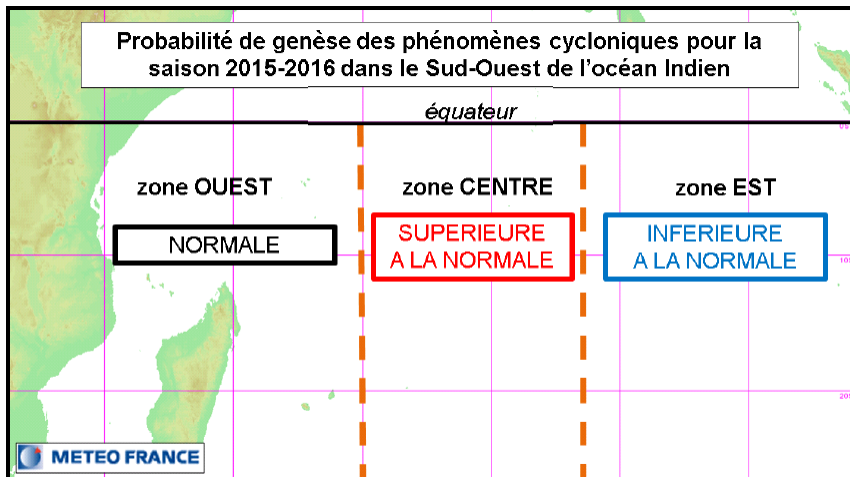 Probabilité de genèse des phénomènes cycloniques pour la
saison 2015-2016 dans le Sud-Ouest de l'océan Indien
équateur
zone OUEST
zone CENTRE
zone EST
NORMALE
SUPERIEURE
A LA NORMALE
INFERIEURE
A LA NORMALE
METEO FRANCE